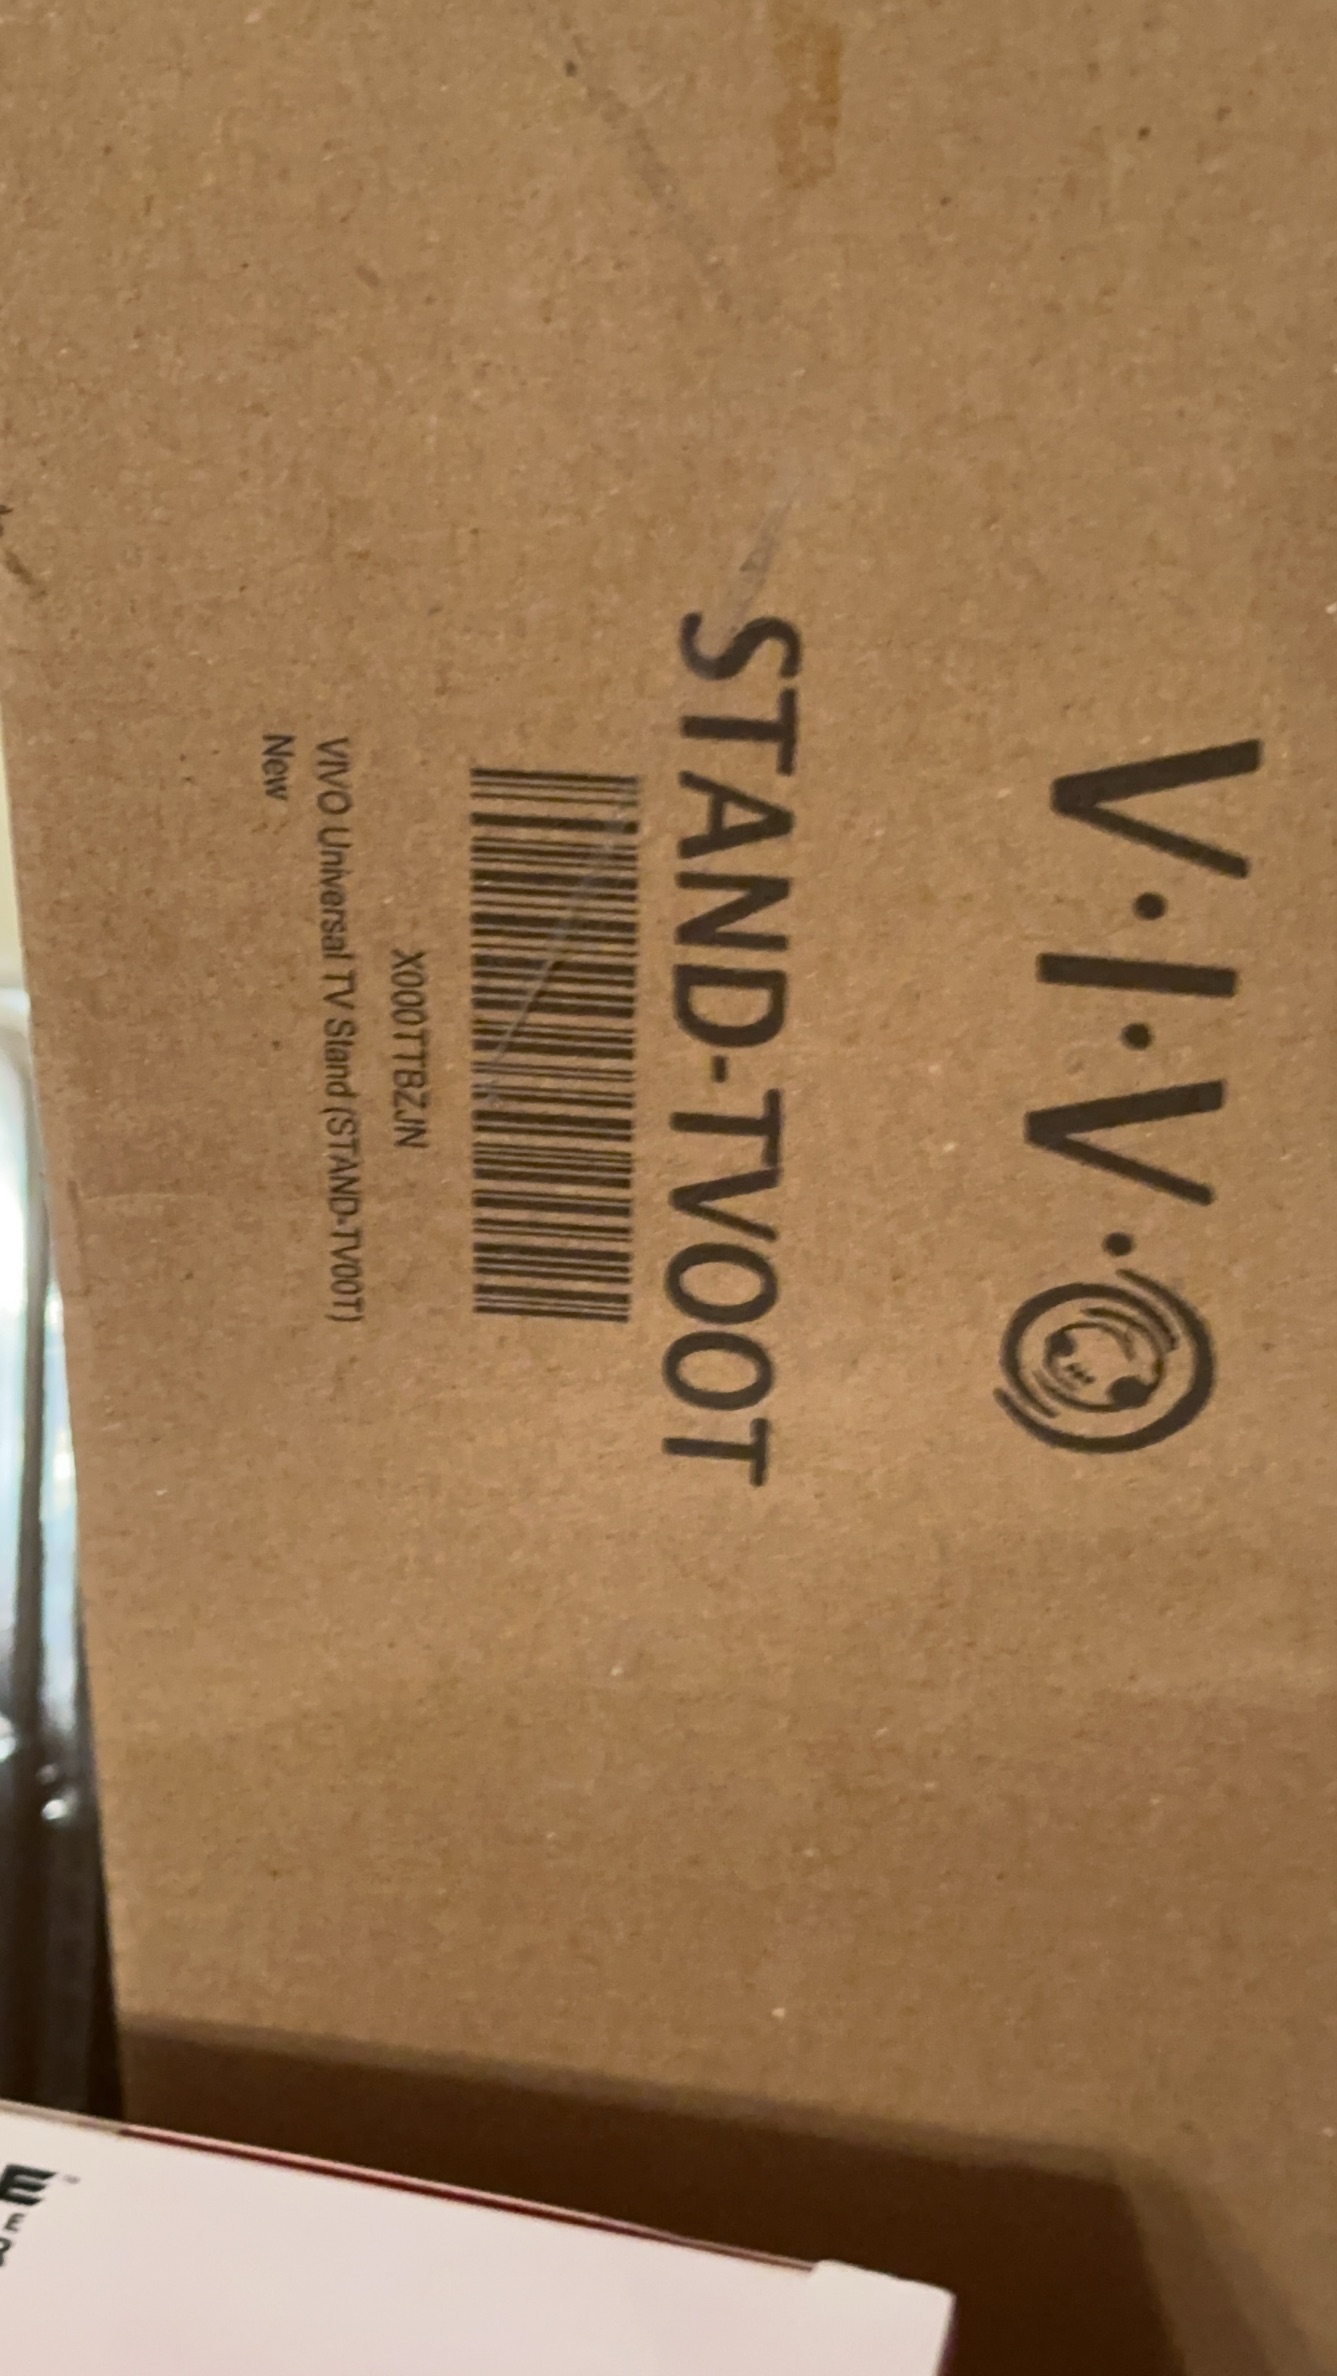 V·I·V·O
STAND-TV00T
X000TTBZJN
VIVO Universal TV Stand (STAND-TV00T)
New